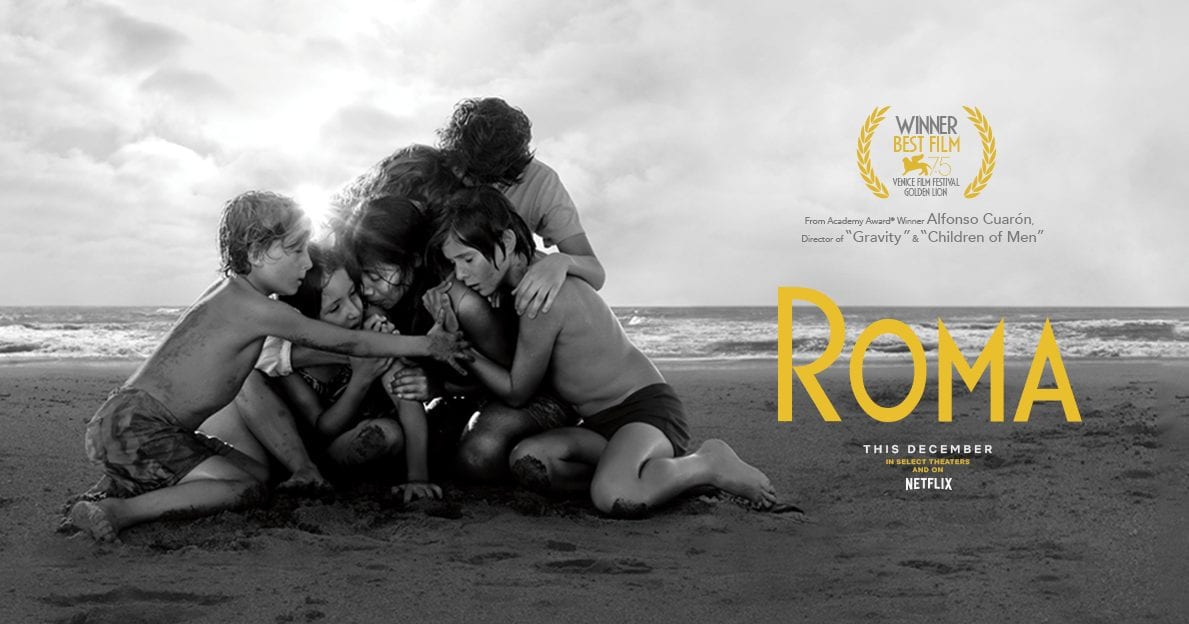 WINNER
BEST FILM
75
VENICE FILM FESTIVAL
GOLDEN LION
From Academy Award® Winner Alfonso Cuarón,
Director of “Gravity” & “Children of Men”
ROMA
THIS DECEMBER
IN SELECT THEATERS
AND ON
NETFLIX